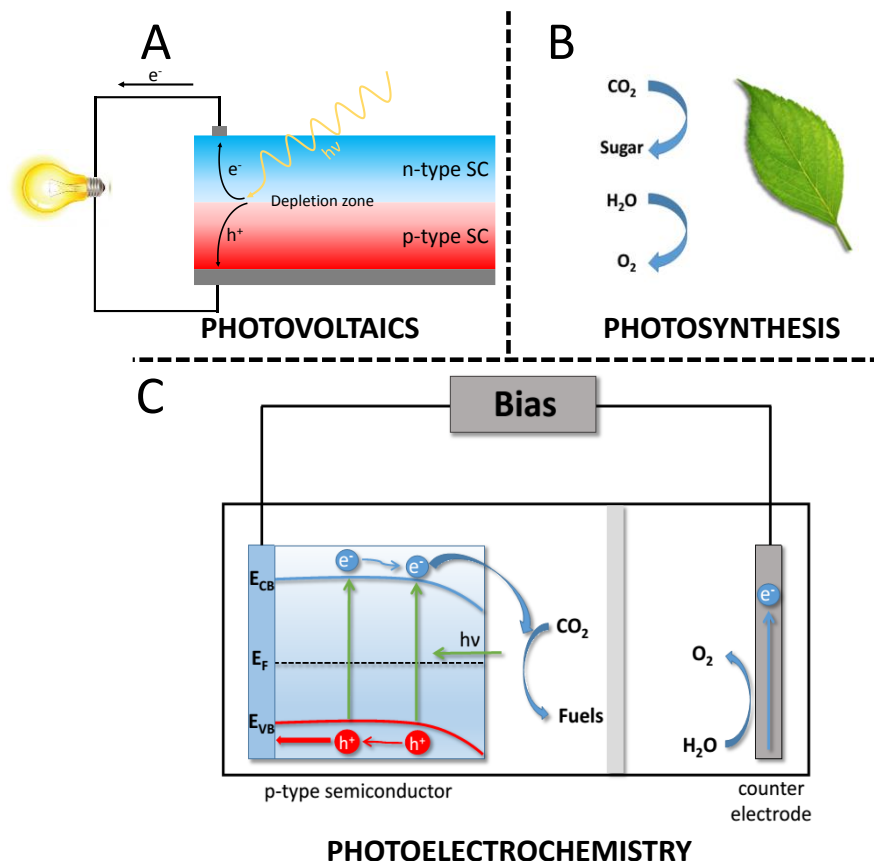 A
e-
hν
e-
n-type SC
Depletion zone
h+
p-type SC
PHOTOVOLTAICS
B
CO2
Sugar
H2O
O2
PHOTOSYNTHESIS
C
Bias
e-
e-
ECB
hν
CO2
EF
Fuels
EVB
h+
h+
e-
O2
H2O
p-type semiconductor
counter
electrode
PHOTOELECTROCHEMISTRY